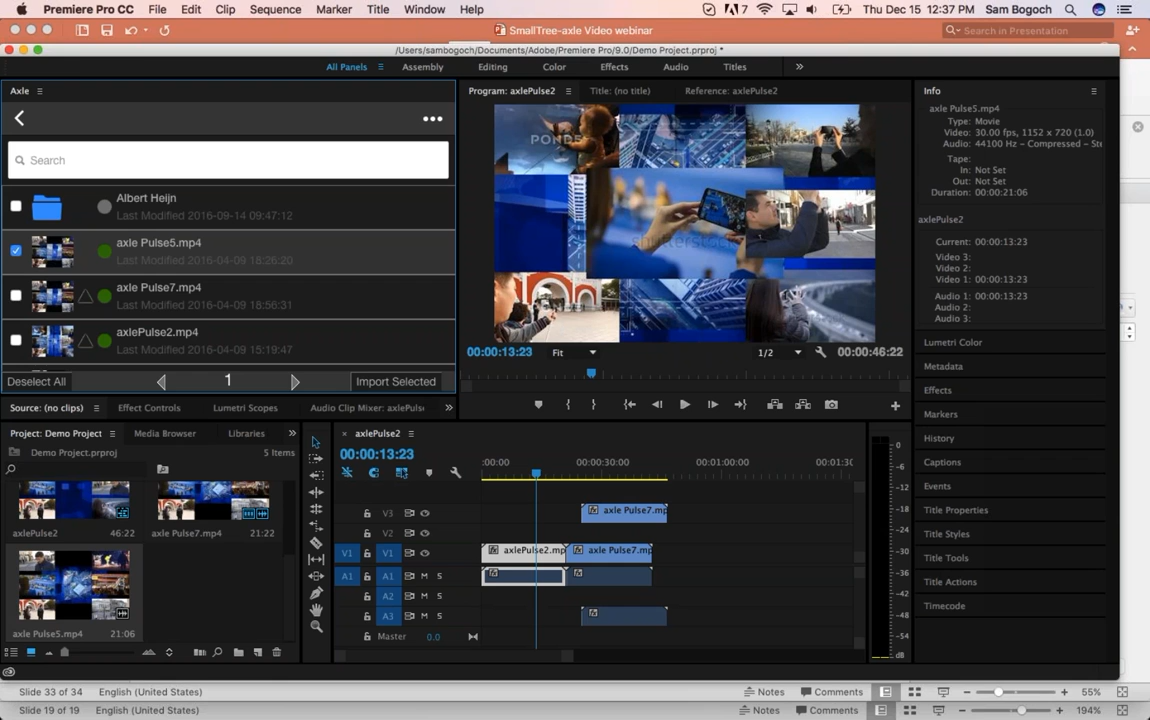 Premiere Pro CC File Edit Clip Sequence Marker Title Window Help 7 Thu Dec 15 12:37 PM Sam Bogoch
SmallTree-axle Video webinar Search in Presentation
/Users/sambogoch/Documents/Adobe/Premiere Pro/9.0/Demo Project.prproj *
All Panels Assembly Editing Color Effects Audio Titles
Axle
Search
Albert Heijn
Last Modified 2016-09-14 09:47:12
axle Pulse5.mp4
Last Modified 2016-04-09 18:26:20
axle Pulse7.mp4
Last Modified 2016-04-09 18:56:31
axlePulse2.mp4
Last Modified 2016-04-09 15:19:47
Deselect All 1 Import Selected
Program: axlePulse2 Title: (no title) Reference: axlePulse2
POND5
shutterstock
00:00:13:23 Fit 1/2 00:00:46:22
Info
axle Pulse5.mp4
Type: Movie
Video: 30.00 fps, 1152 x 720 (1.0)
Audio: 44100 Hz - Compressed - Ste
Tape:
In: Not Set
Out: Not Set
Duration: 00:00:21:06
axlePulse2
Current: 00:00:13:23
Video 3:
Video 2:
Video 1: 00:00:13:23
Audio 1: 00:00:13:23
Audio 2:
Audio 3:
Lumetri Color
Metadata
Effects
Markers
History
Captions
Events
Title Properties
Title Styles
Title Tools
Title Actions
Timecode
Source: (no clips) Effect Controls Lumetri Scopes Audio Clip Mixer: axlePuls
Project: Demo Project Media Browser Libraries
Demo Project.prproj 5 Items
axlePulse2 46:22 axle Pulse7.mp4 21:22
axle Pulse5.mp4 21:06
axlePulse2
00:00:13:23
:00:00 00:00:30:00 00:01:00:00 00:01:30
V3 axle Pulse7.mp
V2
V1 V1 axlePulse2.mp axle Pulse7.mp
A1 A1 M S
A2 M S
A3 M S
Master 0.0
0
-6
-12
-18
-24
-30
-36
-42
-48
-54
dB
Slide 33 of 34 English (United States) Notes Comments 55%
Slide 19 of 19 English (United States) Notes Comments 194%